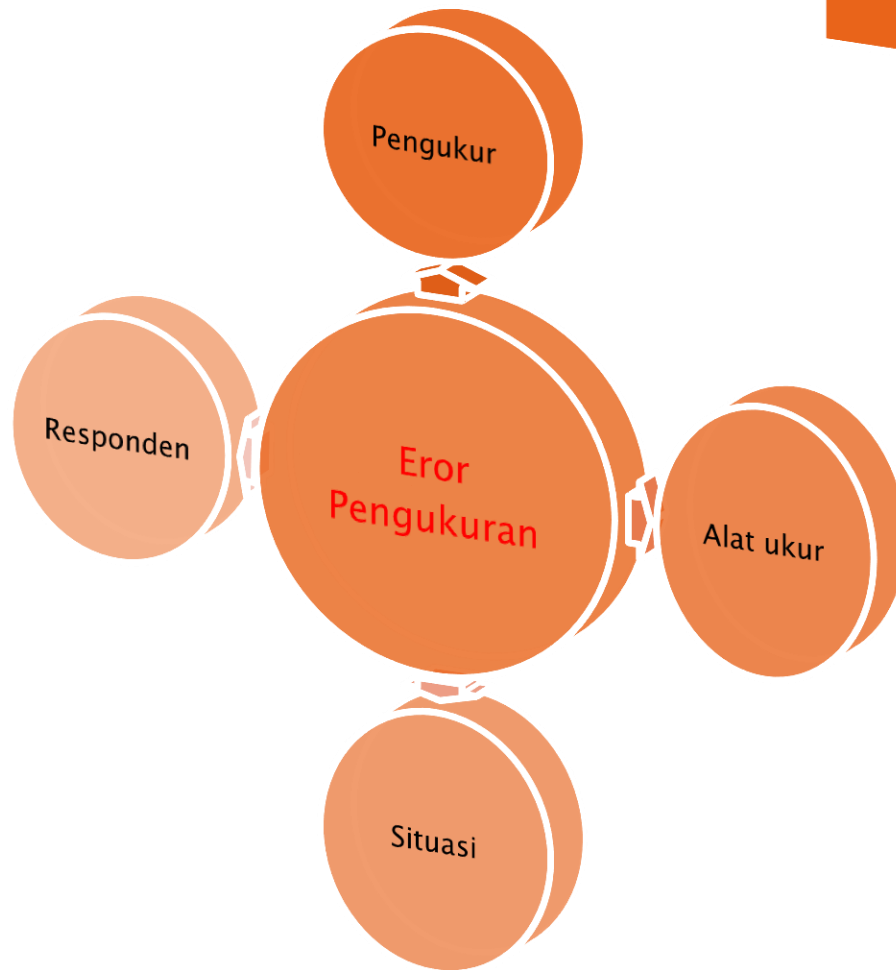 Pengukur
Responden
Eror
Pengukuran
Alat ukur
Situasi